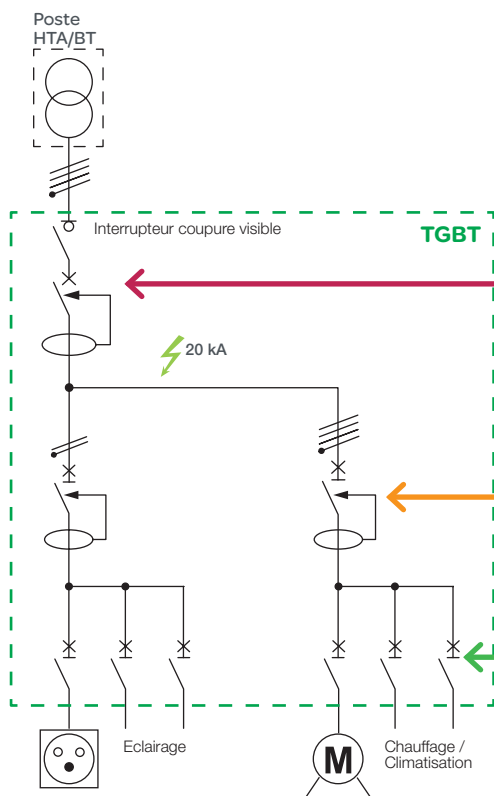 Poste
HTA/BT
Interrupteur coupure visible
TGBT
20 kA
Eclairage
M
Chauffage /
Climatisation